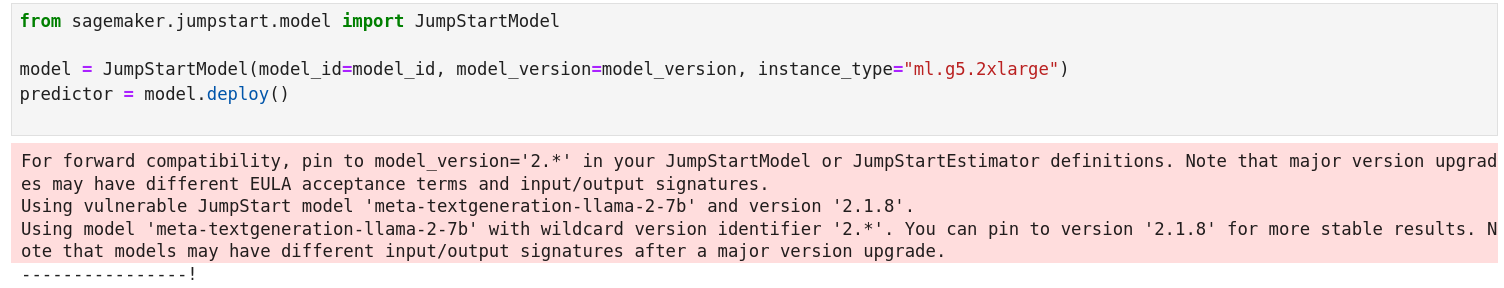 from sagemaker.jumpstart.model import JumpStartModel
model = JumpStartModel(model_id=model_id, model_version=model_version, instance_type="ml.g5.2xlarge")
predictor = model.deploy()
For forward compatibility, pin to model_version='2.*' in your JumpStartModel or JumpStartEstimator definitions. Note that major version upgrad
es may have different EULA acceptance terms and input/output signatures.
Using vulnerable JumpStart model 'meta-textgeneration-llama-2-7b' and version '2.1.8'.
Using model 'meta-textgeneration-llama-2-7b' with wildcard version identifier '2.*'. You can pin to version '2.1.8' for more stable results. N
ote that models may have different input/output signatures after a major version upgrade.
----------------!